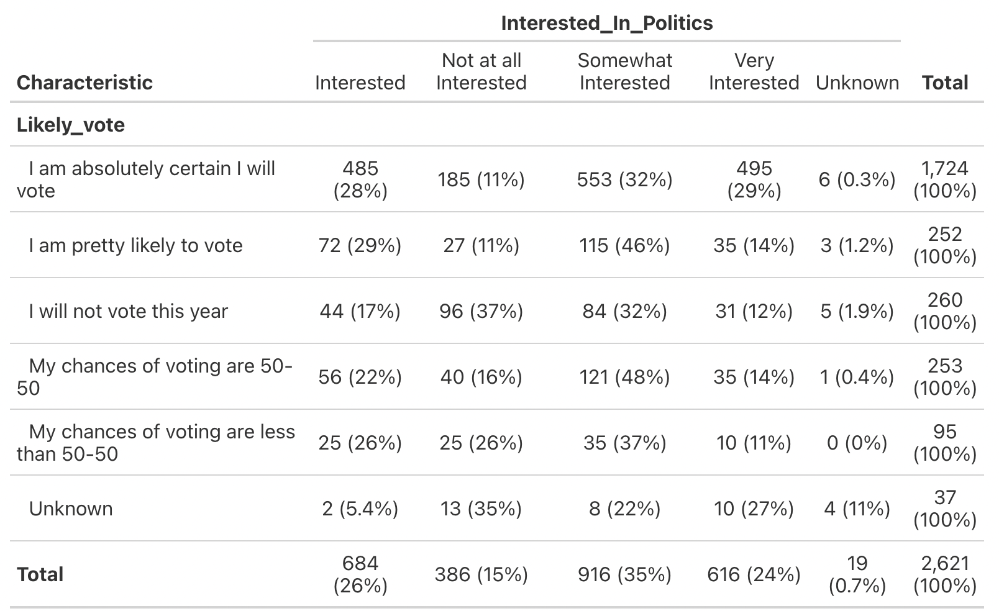 Interested_In_Politics
Characteristic Interested Not at all Interested Somewhat Interested Very Interested Unknown Total
Likely_vote
I am absolutely certain I will vote 485 (28%) 185 (11%) 553 (32%) 495 (29%) 6 (0.3%) 1,724 (100%)
I am pretty likely to vote 72 (29%) 27 (11%) 115 (46%) 35 (14%) 3 (1.2%) 252 (100%)
I will not vote this year 44 (17%) 96 (37%) 84 (32%) 31 (12%) 5 (1.9%) 260 (100%)
My chances of voting are 50-50 56 (22%) 40 (16%) 121 (48%) 35 (14%) 1 (0.4%) 253 (100%)
My chances of voting are less than 50-50 25 (26%) 25 (26%) 35 (37%) 10 (11%) 0 (0%) 95 (100%)
Unknown 2 (5.4%) 13 (35%) 8 (22%) 10 (27%) 4 (11%) 37 (100%)
Total 684 (26%) 386 (15%) 916 (35%) 616 (24%) 19 (0.7%) 2,621 (100%)